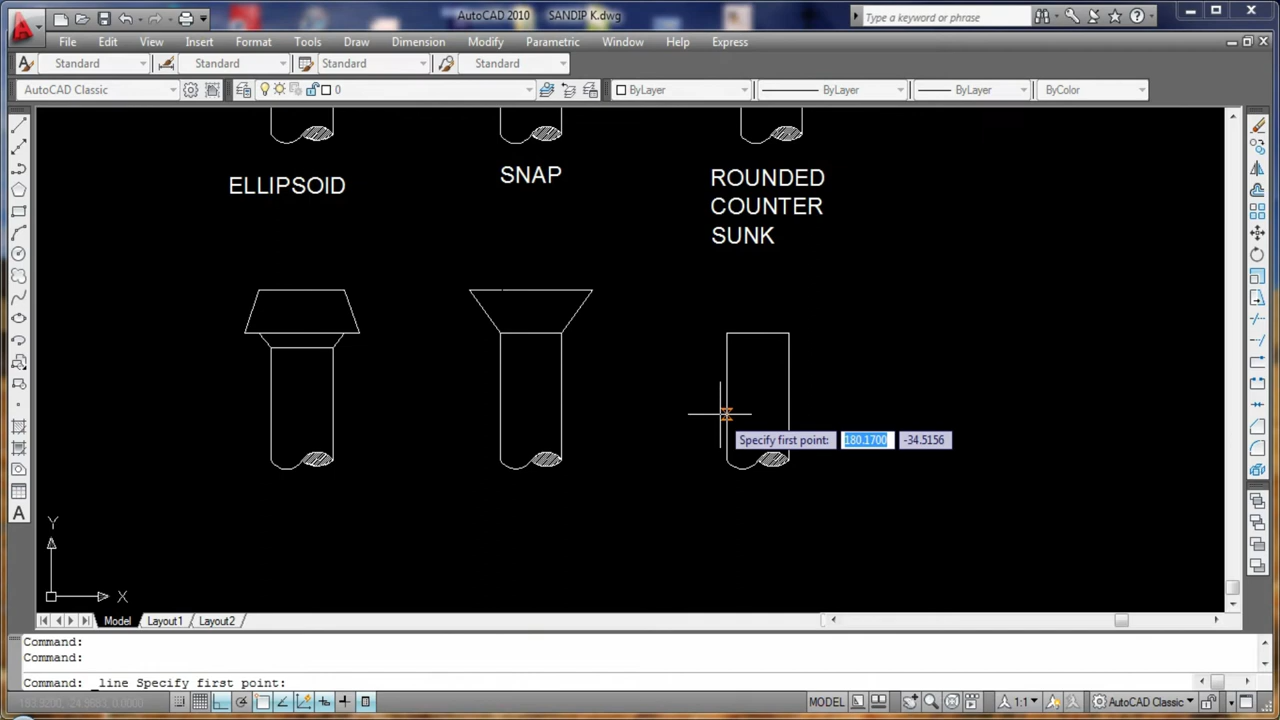 AutoCAD 2010 SANDIP K.dwg
Type a keyword or phrase
File Edit View Insert Format Tools Draw Dimension Modify Parametric Window Help Express
Standard Standard Standard Standard
AutoCAD Classic 0 ByLayer ByLayer ByLayer ByColor
ELLIPSOID
SNAP
ROUNDED
COUNTER
SUNK
Specify first point: 180.1700 -34.5156
Y
X
Model Layout1 Layout2
Command:
Command:
Command: _line Specify first point:
MODEL 1:1 AutoCAD Classic